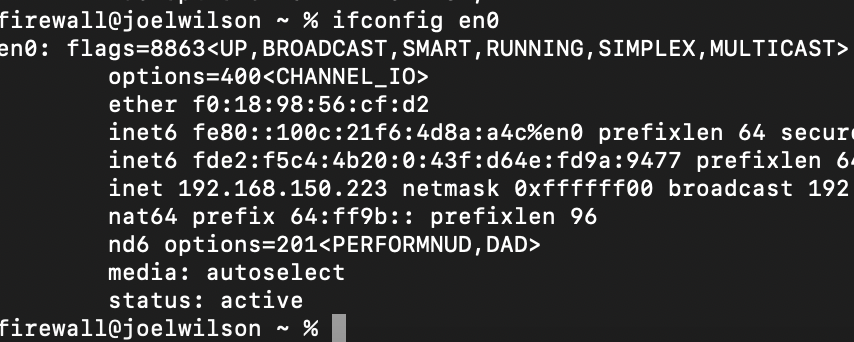 firewall@joelwilson ~ % ifconfig en0
en0: flags=8863<UP,BROADCAST,SMART,RUNNING,SIMPLEX,MULTICAST>
options=400<CHANNEL_IO>
ether f0:18:98:56:cf:d2
inet6 fe80::100c:21f6:4d8a:a4c%en0 prefixlen 64 secure
inet6 fde2:f5c4:4b20:0:43f:d64e:fd9a:9477 prefixlen 64
inet 192.168.150.223 netmask 0xffffff00 broadcast 192
nat64 prefix 64:ff9b:: prefixlen 96
nd6 options=201<PERFORMNUD,DAD>
media: autoselect
status: active
firewall@joelwilson ~ %